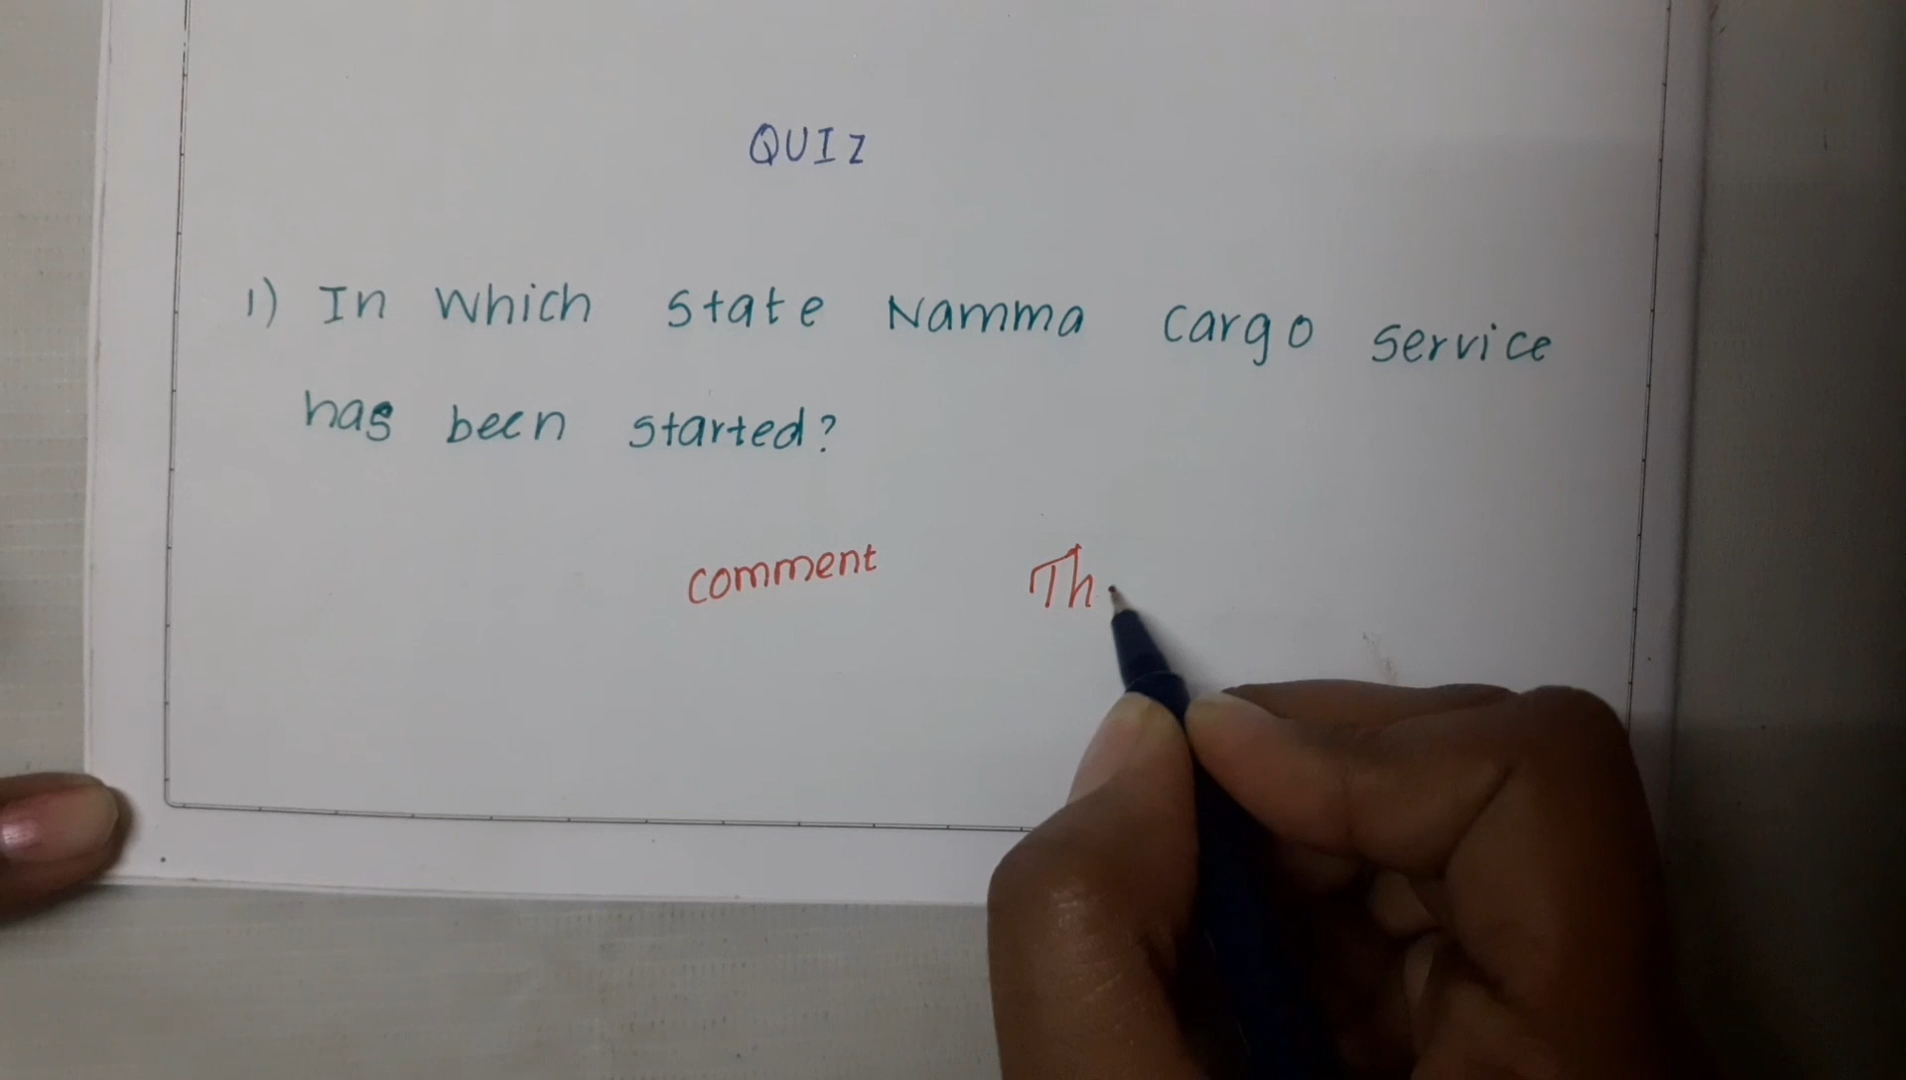 QUIZ
1) In which state Namma cargo service
has been started?
comment Th